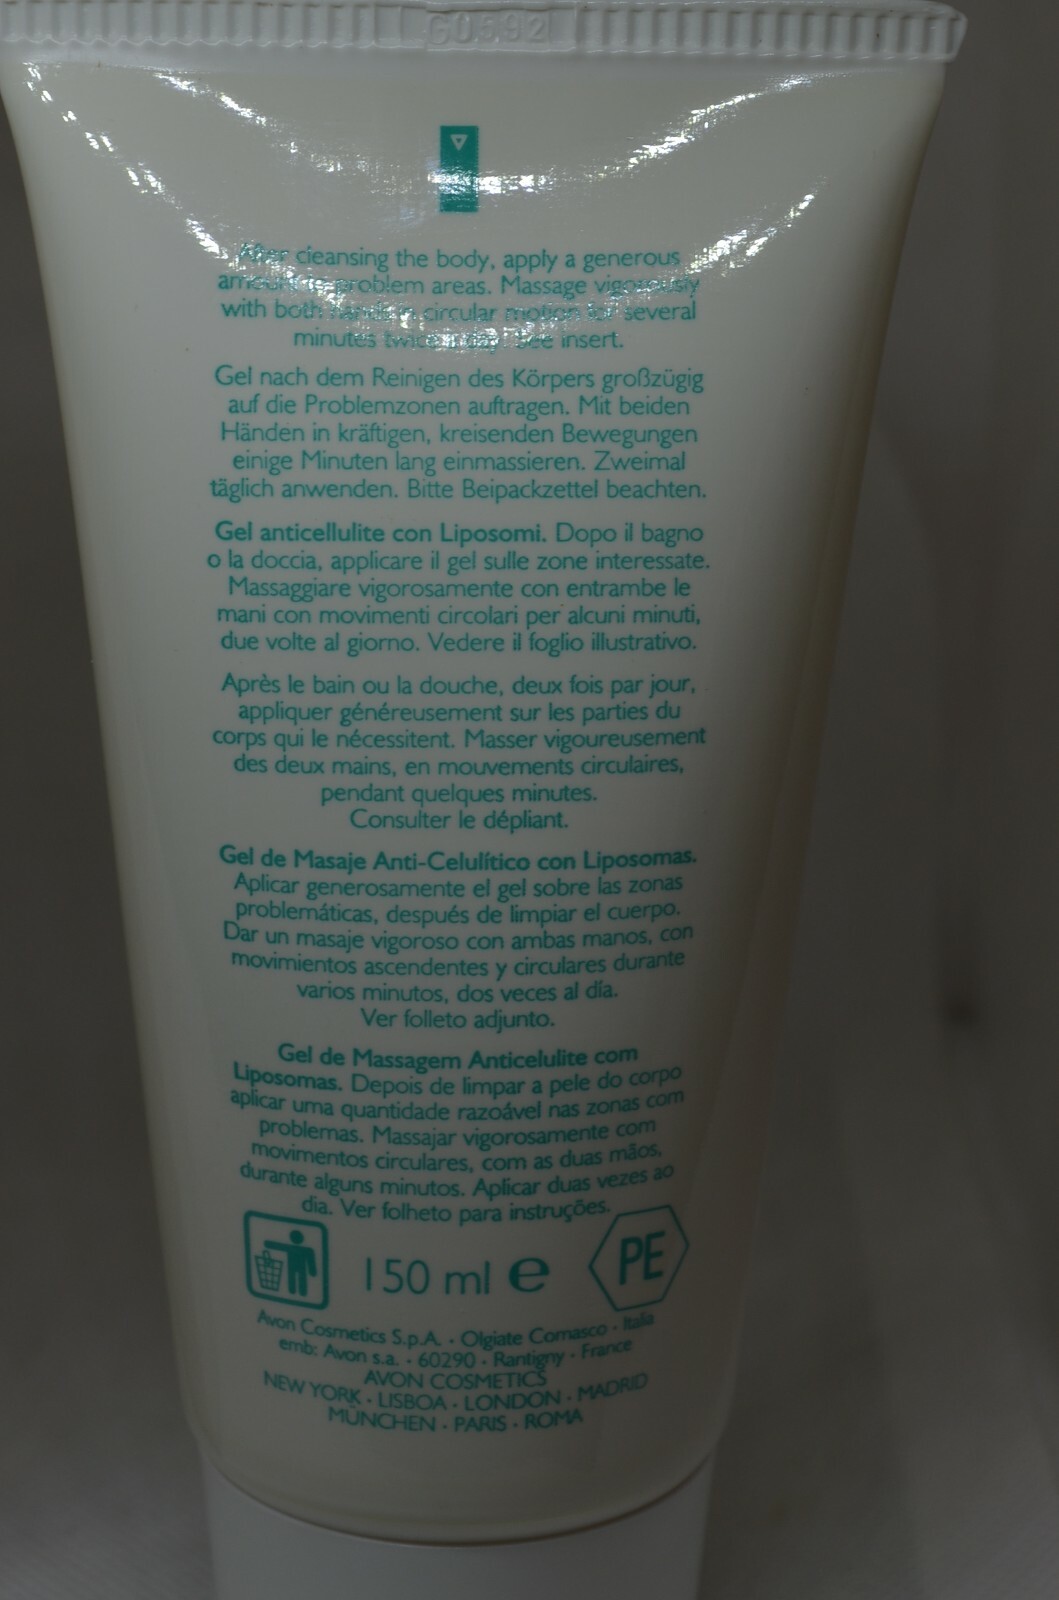 G0592
After cleansing the body, apply a generous
amount to problem areas. Massage vigorously
with both hands in circular motion for several
minutes twice a day. See insert.
Gel nach dem Reinigen des Körpers großzügig
auf die Problemzonen auftragen. Mit beiden
Händen in kräftigen, kreisenden Bewegungen
einige Minuten lang einmassieren. Zweimal
täglich anwenden. Bitte Beipackzettel beachten.
Gel anticellulite con Liposomi. Dopo il bagno
o la doccia, applicare il gel sulle zone interessate.
Massaggiare vigorosamente con entrambe le
mani con movimenti circolari per alcuni minuti,
due volte al giorno. Vedere il foglio illustrativo.
Après le bain ou la douche, deux fois par jour,
appliquer généreusement sur les parties du
corps qui le nécessitent. Masser vigoureusement
des deux mains, en mouvements circulaires,
pendant quelques minutes.
Consulter le dépliant.
Gel de Masaje Anti-Celulítico con Liposomas.
Aplicar generosamente el gel sobre las zonas
problemáticas, después de limpiar el cuerpo.
Dar un masaje vigoroso con ambas manos, con
movimientos ascendentes y circulares durante
varios minutos, dos veces al día.
Ver folleto adjunto.
Gel de Massagem Anticelulite com
Liposomas. Depois de limpar a pele do corpo
aplicar uma quantidade razoável nas zonas com
problemas. Massajar vigorosamente com
movimentos circulares, com as duas mãos,
durante alguns minutos. Aplicar duas vezes ao
dia. Ver folheto para instruções.
150 ml e PE
Avon Cosmetics S.p.A. - Olgiate Comasco - Italia
emb: Avon s.a. - 60290 - Rantigny - France
AVON COSMETICS
NEW YORK - LISBOA - LONDON - MADRID
MÜNCHEN - PARIS - ROMA